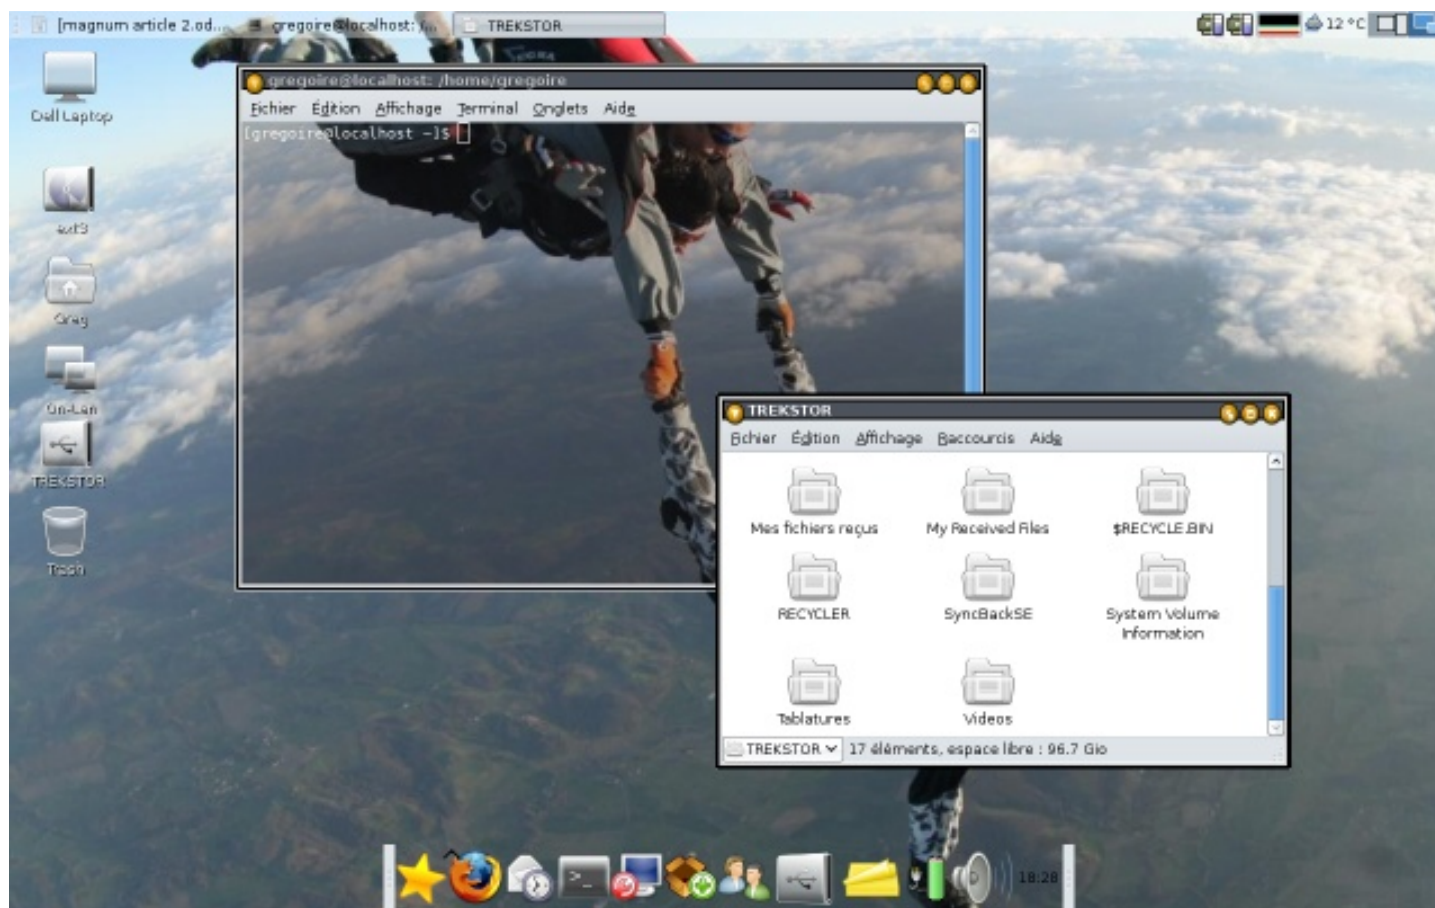 [magnum article 2.od...
gregoire@localhost: /...
TREKSTOR
12 °C
Dell Laptop
ext3
Greg
On-Lan
TREKSTOR
Trash
gregoire@localhost: /home/gregoire
Fichier Édition Affichage Terminal Onglets Aide
[gregoire@localhost ~]$
TREKSTOR
Fichier Édition Affichage Raccourcis Aide
Mes fichiers reçus
My Received Files
$RECYCLE.BIN
RECYCLER
SyncBackSE
System Volume
Information
Tablatures
Videos
TREKSTOR
17 éléments, espace libre : 96.7 Gio
>_
18:28